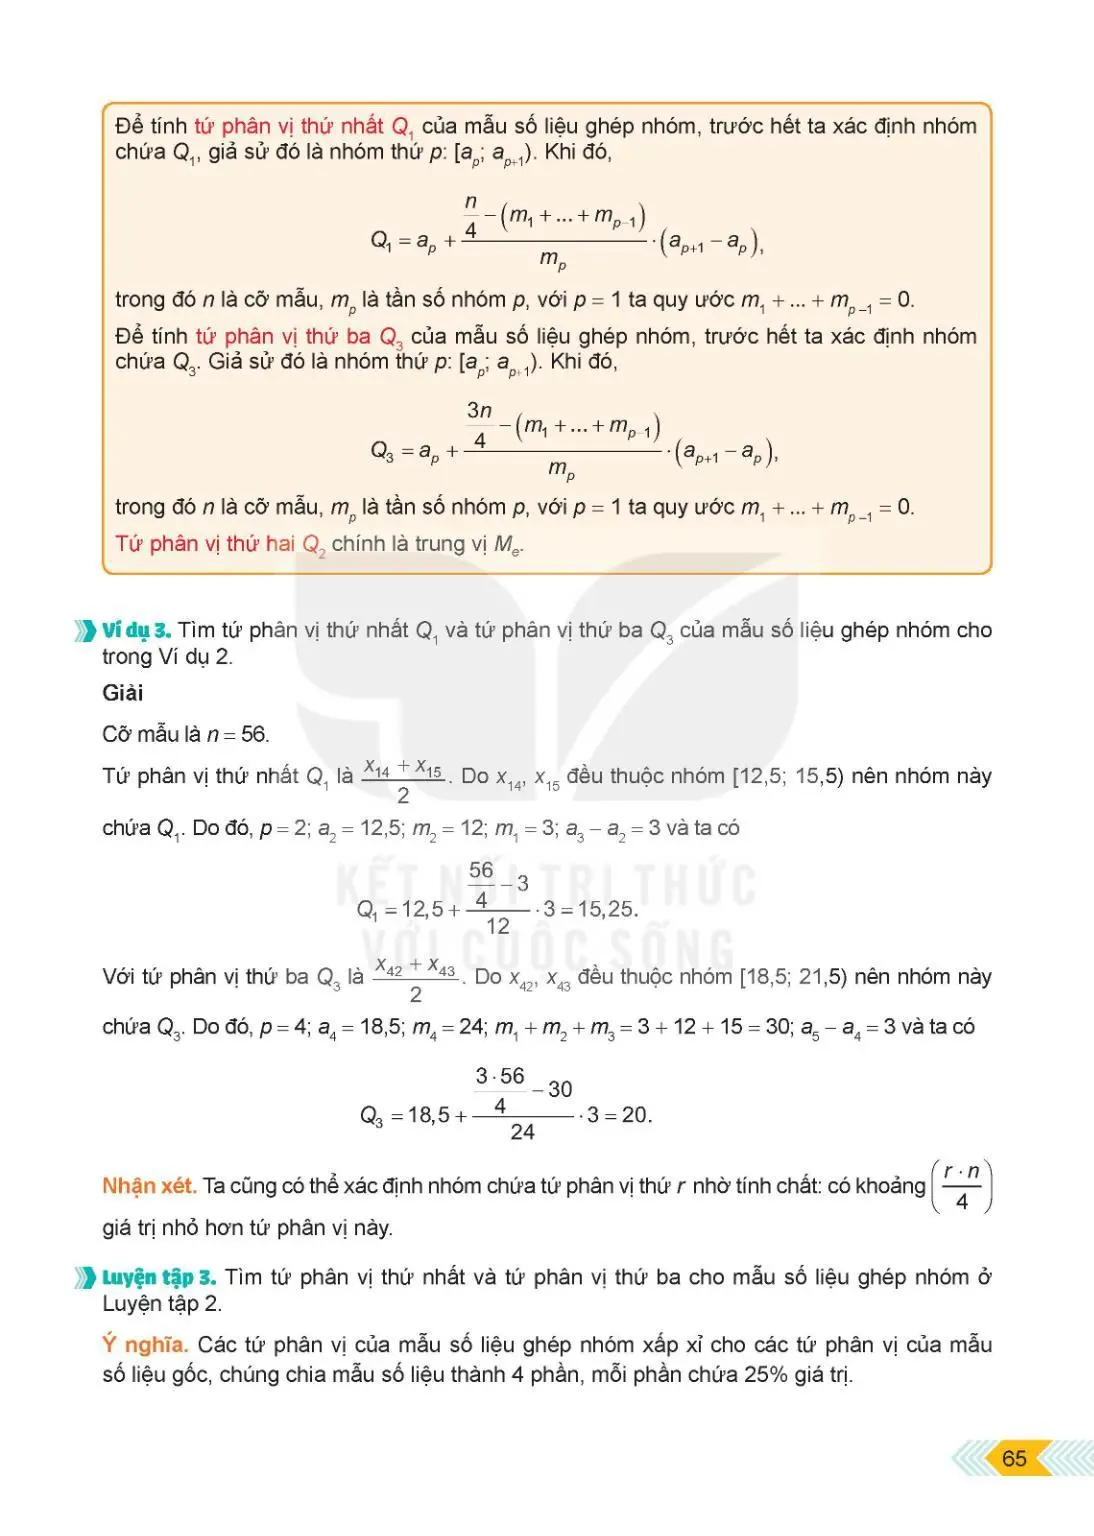 Để tính tứ phân vị thứ nhất Q₁ của mẫu số liệu ghép nhóm, trước hết ta xác định nhóm
chứa Q₁, giả sử đó là nhóm thứ p: [aₚ; aₚ₊₁). Khi đó,
Q₁ = aₚ + (n/4 − (m₁ + ... + mₚ₋₁))/mₚ · (aₚ₊₁ − aₚ),
trong đó n là cỡ mẫu, mₚ là tần số nhóm p, với p = 1 ta quy ước m₁ + ... + mₚ₋₁ = 0.
Để tính tứ phân vị thứ ba Q₃ của mẫu số liệu ghép nhóm, trước hết ta xác định nhóm
chứa Q₃. Giả sử đó là nhóm thứ p: [aₚ; aₚ₊₁). Khi đó,
Q₃ = aₚ + (3n/4 − (m₁ + ... + mₚ₋₁))/mₚ · (aₚ₊₁ − aₚ),
trong đó n là cỡ mẫu, mₚ là tần số nhóm p, với p = 1 ta quy ước m₁ + ... + mₚ₋₁ = 0.
Tứ phân vị thứ hai Q₂ chính là trung vị Mₑ.
Ví dụ 3. Tìm tứ phân vị thứ nhất Q₁ và tứ phân vị thứ ba Q₃ của mẫu số liệu ghép nhóm cho
trong Ví dụ 2.
Giải
Cỡ mẫu là n = 56.
Tứ phân vị thứ nhất Q₁ là (x₁₄ + x₁₅)/2. Do x₁₄, x₁₅ đều thuộc nhóm [12,5; 15,5) nên nhóm này
chứa Q₁. Do đó, p = 2; a₂ = 12,5; m₂ = 12; m₁ = 3; a₃ − a₂ = 3 và ta có
KẾT NỐI TRI THỨC
Q₁ = 12,5 + (56/4 − 3)/12 · 3 = 15,25.
VỚI CUỘC SỐNG
Với tứ phân vị thứ ba Q₃ là (x₄₂ + x₄₃)/2. Do x₄₂, x₄₃ đều thuộc nhóm [18,5; 21,5) nên nhóm này
chứa Q₃. Do đó, p = 4; a₄ = 18,5; m₄ = 24; m₁ + m₂ + m₃ = 3 + 12 + 15 = 30; a₅ − a₄ = 3 và ta có
Q₃ = 18,5 + (3·56/4 − 30)/24 · 3 = 20.
Nhận xét. Ta cũng có thể xác định nhóm chứa tứ phân vị thứ r nhờ tính chất: có khoảng (r · n/4)
giá trị nhỏ hơn tứ phân vị này.
Luyện tập 3. Tìm tứ phân vị thứ nhất và tứ phân vị thứ ba cho mẫu số liệu ghép nhóm ở
Luyện tập 2.
Ý nghĩa. Các tứ phân vị của mẫu số liệu ghép nhóm xấp xỉ cho các tứ phân vị của mẫu
số liệu gốc, chúng chia mẫu số liệu thành 4 phần, mỗi phần chứa 25% giá trị.
65